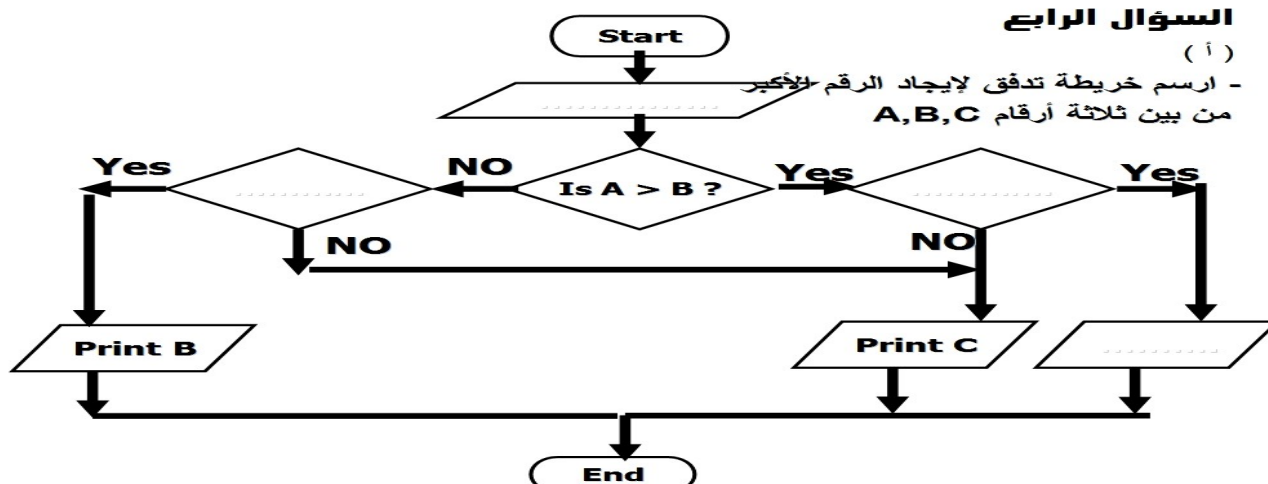 السؤال الرابع
( أ )
- ارسم خريطة تدفق لإيجاد الرقم الأكبر
من بين ثلاثة أرقام A,B,C
Start
...............
Yes
............
NO
Is A > B ?
Yes
............
Yes
NO
NO
Print B
Print C
..........
End